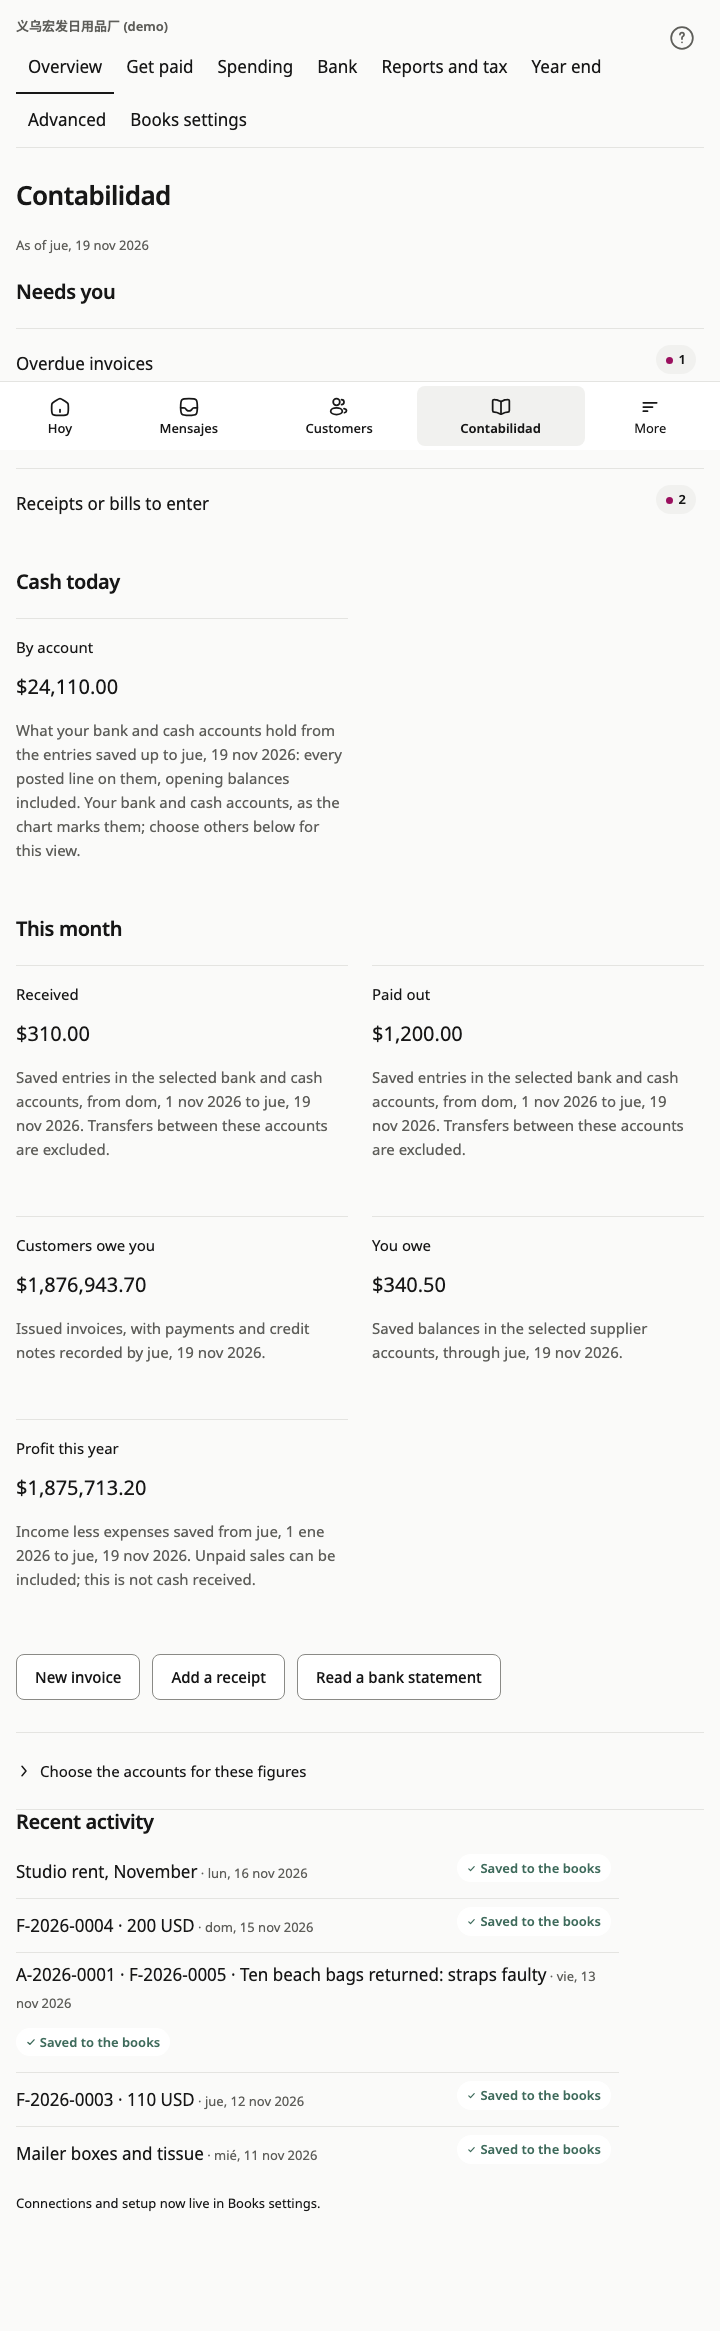 义乌宏发日用品厂 (demo)
Overview Get paid Spending Bank Reports and tax Year end
Advanced Books settings
Contabilidad
As of jue, 19 nov 2026
Needs you
Overdue invoices 1
Hoy Mensajes Customers Contabilidad More
Receipts or bills to enter 2
Cash today
By account
$24,110.00
What your bank and cash accounts hold from
the entries saved up to jue, 19 nov 2026: every
posted line on them, opening balances
included. Your bank and cash accounts, as the
chart marks them; choose others below for
this view.
This month
Received
$310.00
Saved entries in the selected bank and cash
accounts, from dom, 1 nov 2026 to jue, 19
nov 2026. Transfers between these accounts
are excluded.
Paid out
$1,200.00
Saved entries in the selected bank and cash
accounts, from dom, 1 nov 2026 to jue, 19
nov 2026. Transfers between these accounts
are excluded.
Customers owe you
$1,876,943.70
Issued invoices, with payments and credit
notes recorded by jue, 19 nov 2026.
You owe
$340.50
Saved balances in the selected supplier
accounts, through jue, 19 nov 2026.
Profit this year
$1,875,713.20
Income less expenses saved from jue, 1 ene
2026 to jue, 19 nov 2026. Unpaid sales can be
included; this is not cash received.
New invoice Add a receipt Read a bank statement
Choose the accounts for these figures
Recent activity
Studio rent, November · lun, 16 nov 2026 ✓ Saved to the books
F-2026-0004 · 200 USD · dom, 15 nov 2026 ✓ Saved to the books
A-2026-0001 · F-2026-0005 · Ten beach bags returned: straps faulty · vie, 13
nov 2026
✓ Saved to the books
F-2026-0003 · 110 USD · jue, 12 nov 2026 ✓ Saved to the books
Mailer boxes and tissue · mié, 11 nov 2026 ✓ Saved to the books
Connections and setup now live in Books settings.